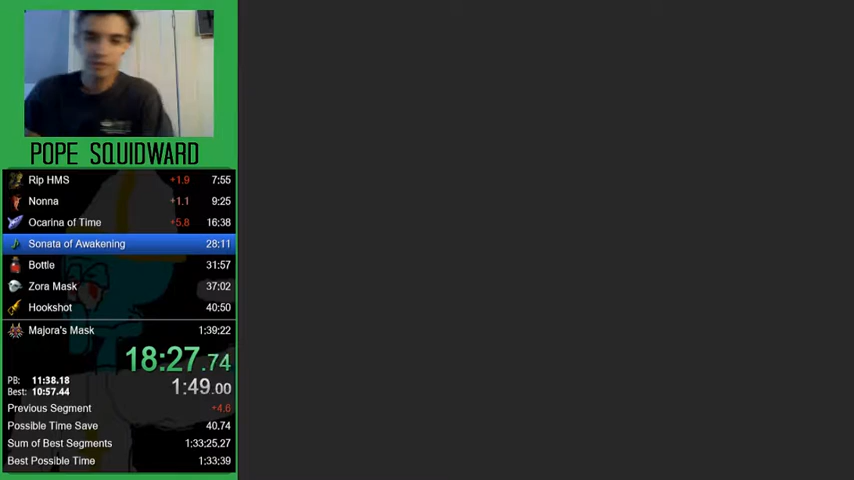 POPE SQUIDWARD
Rip HMS +1.9 7:55
Nonna +1.1 9:25
Ocarina of Time +5.8 16:38
Sonata of Awakening 28:11
Bottle 31:57
Zora Mask 37:02
Hookshot 40:50
Majora's Mask 1:39:22
18:27.74
PB: 11:38.18
Best: 10:57.44
1:49.00
Previous Segment +4.6
Possible Time Save 40.74
Sum of Best Segments 1:33:25.27
Best Possible Time 1:33:39